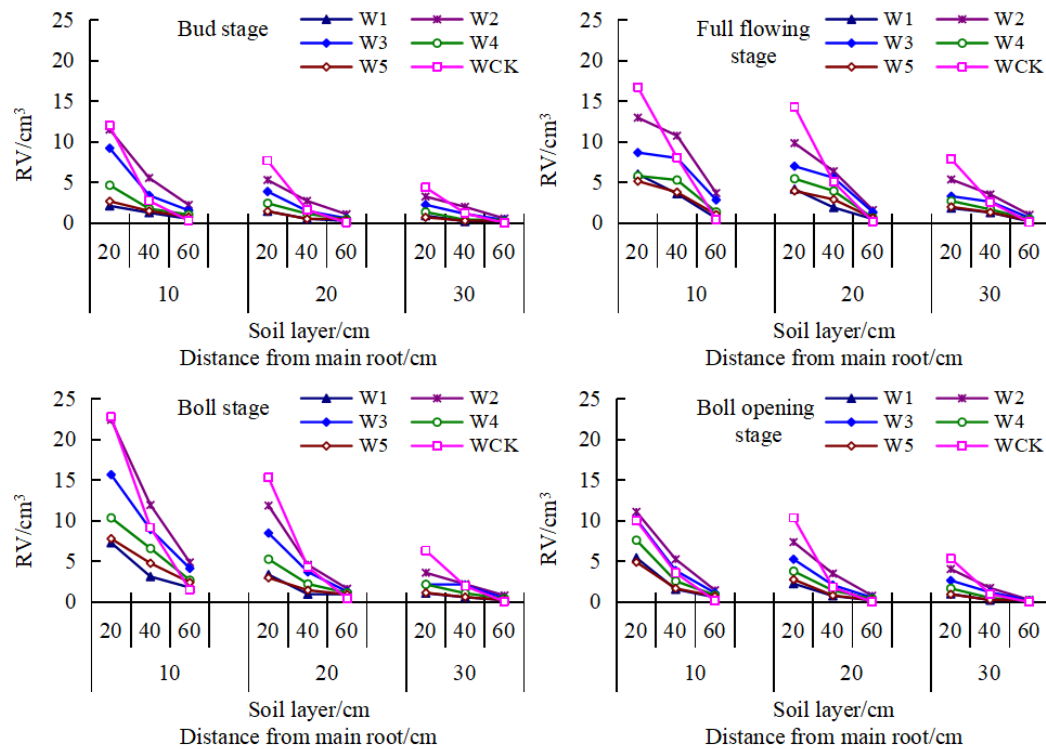 25
20
15
10
5
0
RV/cm³
Bud stage
W1 W2
W3 W4
W5 WCK
20 40 60 20 40 60 20 40 60
10 20 30
Soil layer/cm
Distance from main root/cm
25
20
15
10
5
0
RV/cm³
Full flowing
stage
W1 W2
W3 W4
W5 WCK
20 40 60 20 40 60 20 40 60
10 20 30
Soil layer/cm
Distance from main root/cm
25
20
15
10
5
0
RV/cm³
Boll stage
W1 W2
W3 W4
W5 WCK
20 40 60 20 40 60 20 40 60
10 20 30
Soil layer/cm
Distance from main root/cm
25
20
15
10
5
0
RV/cm³
Boll opening
stage
W1 W2
W3 W4
W5 WCK
20 40 60 20 40 60 20 40 60
10 20 30
Soil layer/cm
Distance from main root/cm